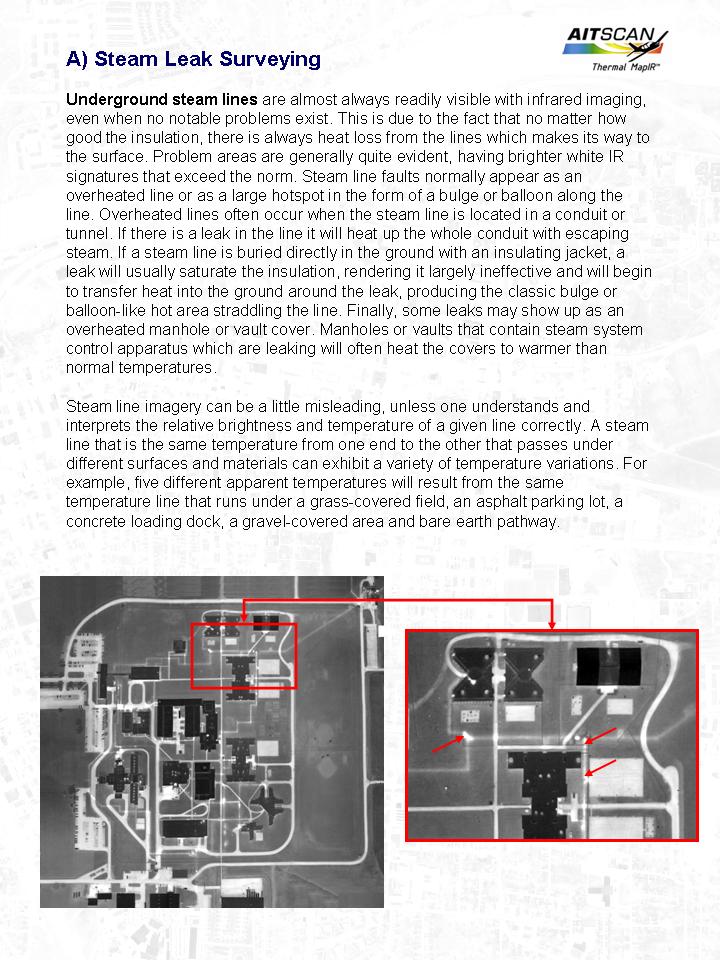 AITSCAN
Thermal MapIR™
A) Steam Leak Surveying
Underground steam lines are almost always readily visible with infrared imaging,
even when no notable problems exist. This is due to the fact that no matter how
good the insulation, there is always heat loss from the lines which makes its way to
the surface. Problem areas are generally quite evident, having brighter white IR
signatures that exceed the norm. Steam line faults normally appear as an
overheated line or as a large hotspot in the form of a bulge or balloon along the
line. Overheated lines often occur when the steam line is located in a conduit or
tunnel. If there is a leak in the line it will heat up the whole conduit with escaping
steam. If a steam line is buried directly in the ground with an insulating jacket, a
leak will usually saturate the insulation, rendering it largely ineffective and will begin
to transfer heat into the ground around the leak, producing the classic bulge or
balloon-like hot area straddling the line. Finally, some leaks may show up as an
overheated manhole or vault cover. Manholes or vaults that contain steam system
control apparatus which are leaking will often heat the covers to warmer than
normal temperatures.
Steam line imagery can be a little misleading, unless one understands and
interprets the relative brightness and temperature of a given line correctly. A steam
line that is the same temperature from one end to the other that passes under
different surfaces and materials can exhibit a variety of temperature variations. For
example, five different apparent temperatures will result from the same
temperature line that runs under a grass-covered field, an asphalt parking lot, a
concrete loading dock, a gravel-covered area and bare earth pathway.